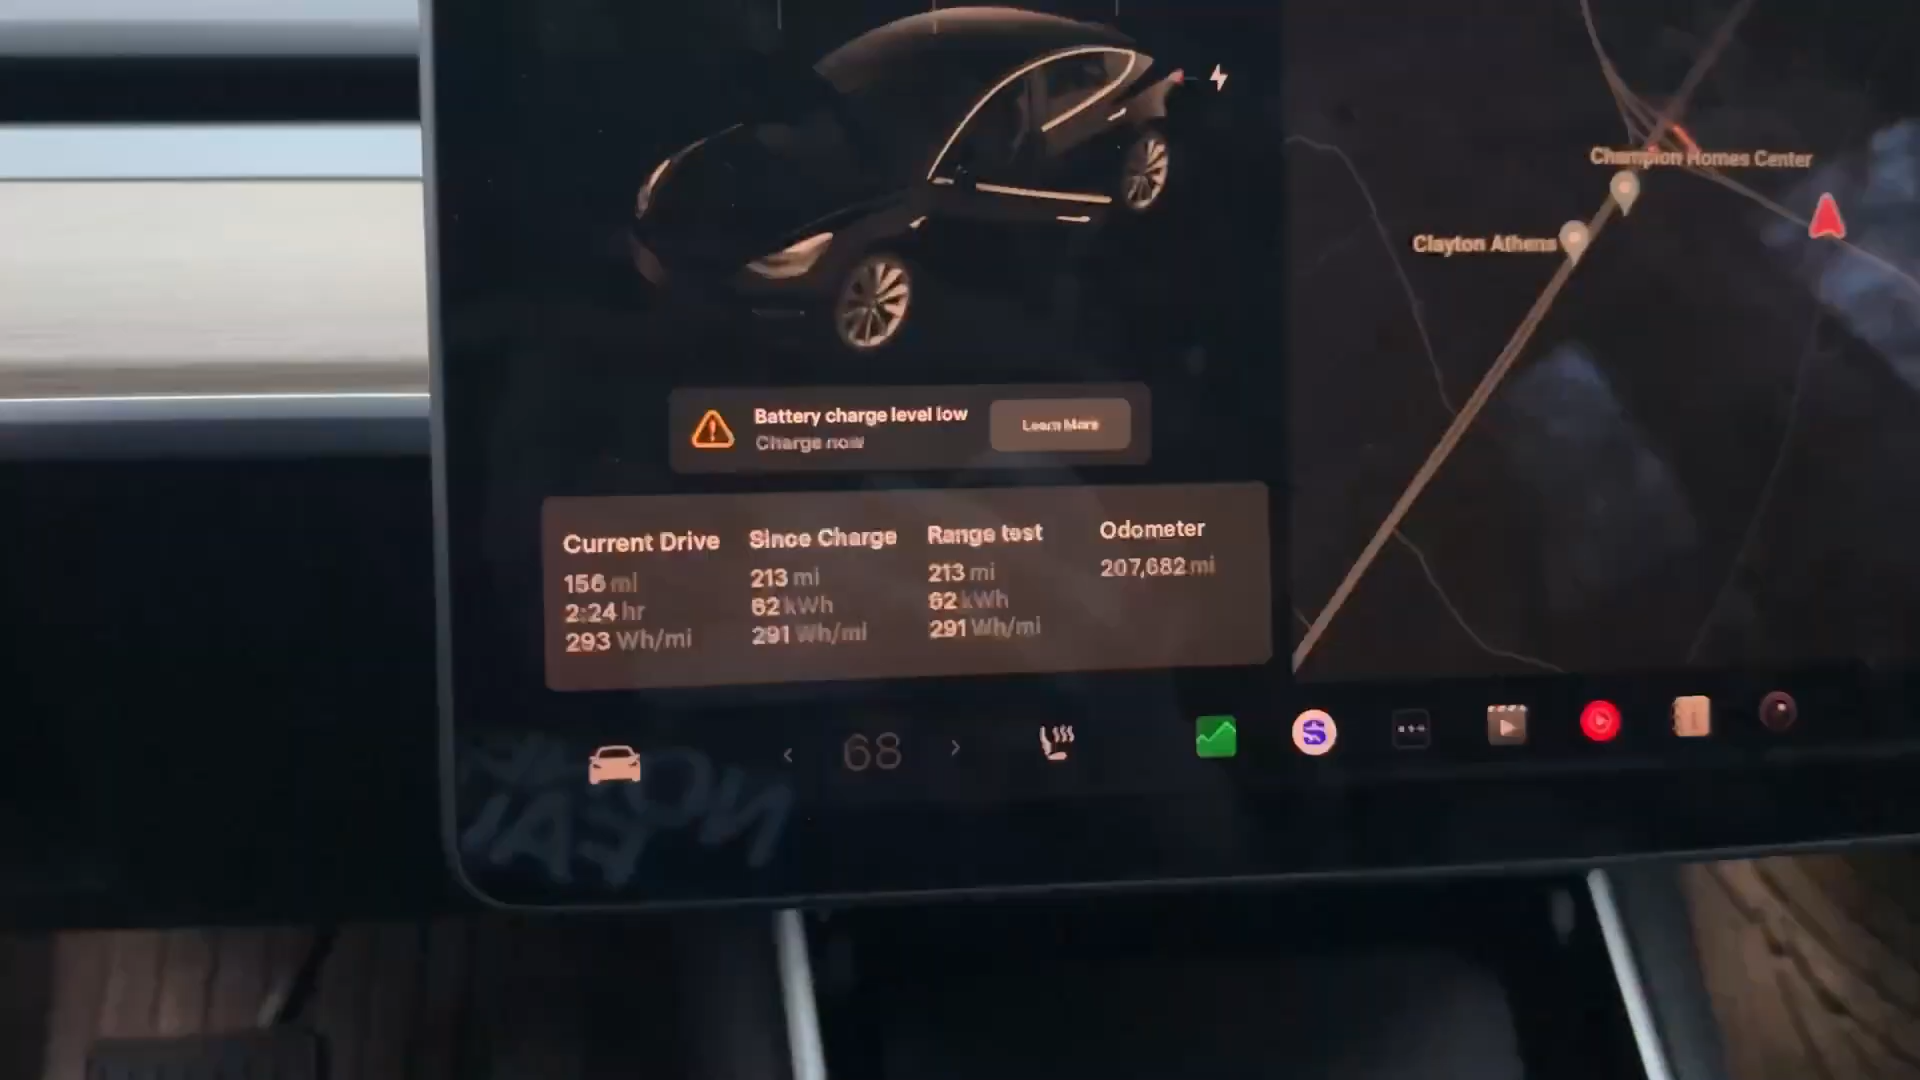 Champion Homes Center
Clayton Athens
Battery charge level low
Charge now
Learn More
Current Drive
156 mi
2:24 hr
293 Wh/mi
Since Charge
213 mi
62 kWh
291 Wh/mi
Range test
213 mi
62 kWh
291 Wh/mi
Odometer
207,682 mi
68